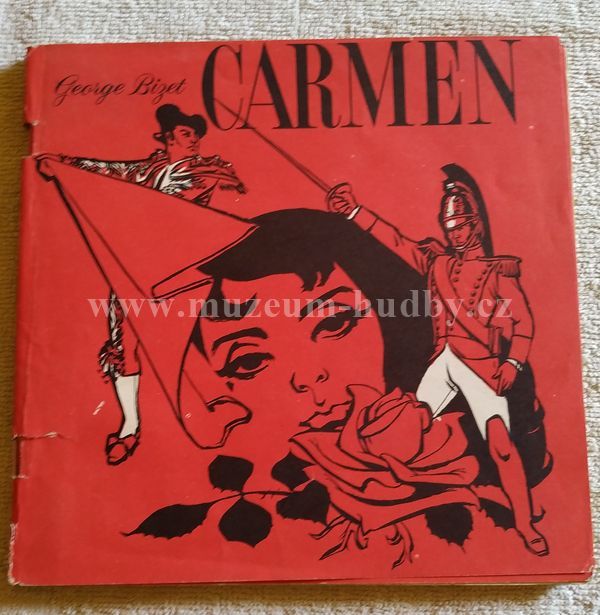 George Bizet CARMEN
www.muzeum-hudby.cz